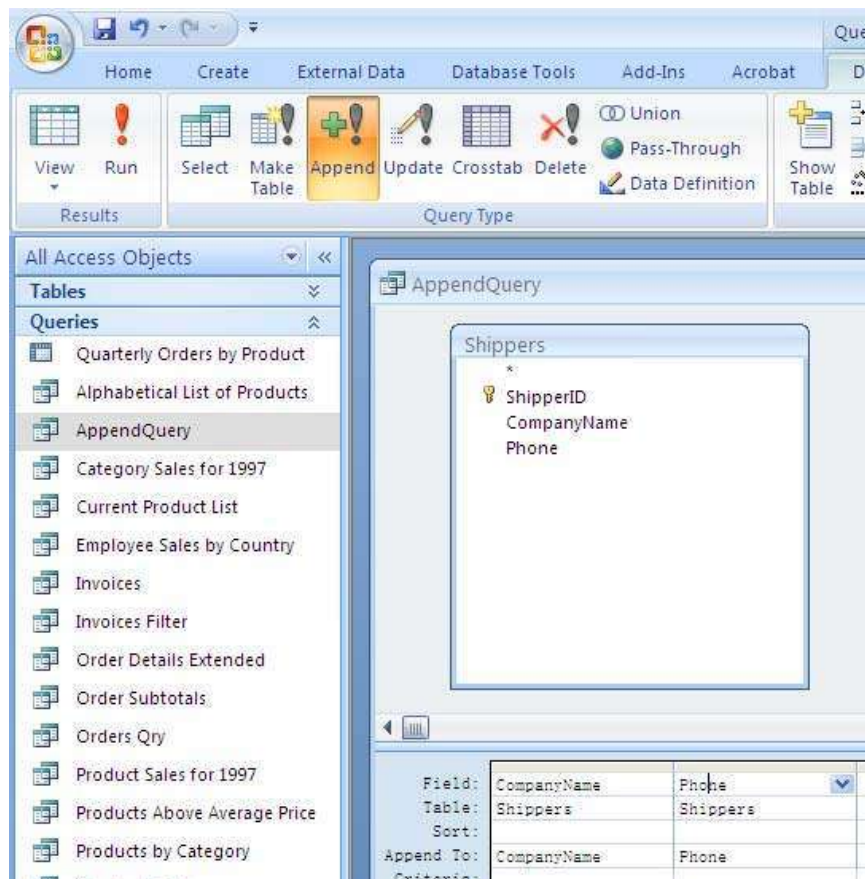 Que
Home Create External Data Database Tools Add-Ins Acrobat D
View Run Select Make Table Append Update Crosstab Delete Union Pass-Through Data Definition Show Table
Results Query Type
All Access Objects
Tables
Queries
Quarterly Orders by Product
Alphabetical List of Products
AppendQuery
Category Sales for 1997
Current Product List
Employee Sales by Country
Invoices
Invoices Filter
Order Details Extended
Order Subtotals
Orders Qry
Product Sales for 1997
Products Above Average Price
Products by Category
AppendQuery
Shippers
*
ShipperID
CompanyName
Phone
Field: CompanyName Phone
Table: Shippers Shippers
Sort:
Append To: CompanyName Phone
Criteria: